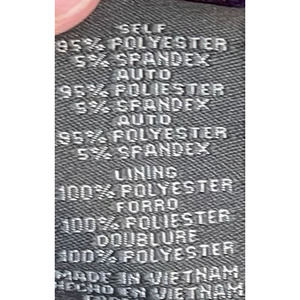 SELF
95% POLYESTER
5% SPANDEX
AUTO
95% POLIESTER
5% SPANDEX
AUTO
95% POLYESTER
5% SPANDEX
LINING
100% POLYESTER
FORRO
100% POLIESTER
DOUBLURE
100% POLYESTER
MADE IN VIETNAM
HECHO EN VIETNAM